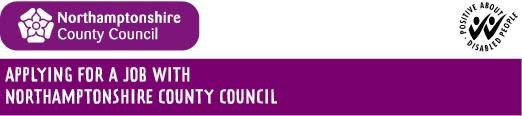 Northamptonshire
County Council
POSITIVE ABOUT
DISABLED PEOPLE
APPLYING FOR A JOB WITH
NORTHAMPTONSHIRE COUNTY COUNCIL